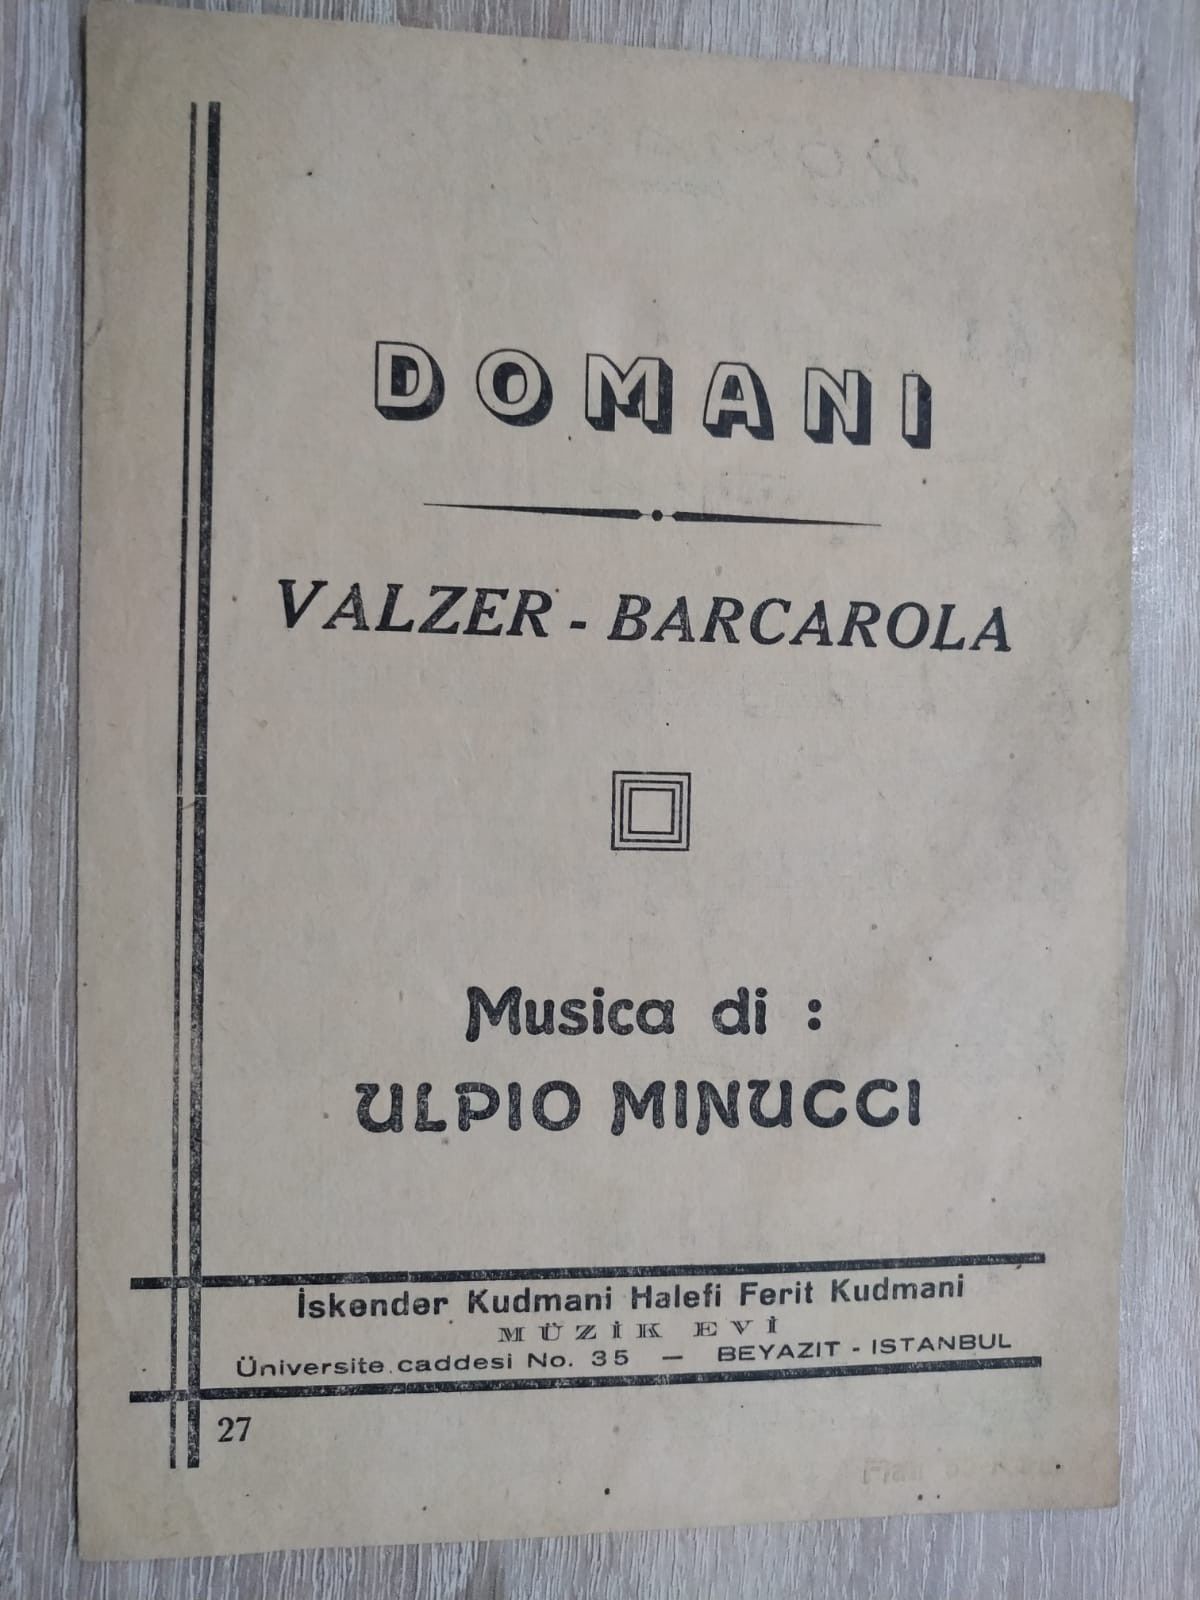 DOMANI
VALZER - BARCAROLA
Musica di :
ULPIO MINUCCI
İskender Kudmani Halefi Ferit Kudmani
MÜZİK EVİ
Üniversite caddesi No. 35 — BEYAZIT - ISTANBUL
27